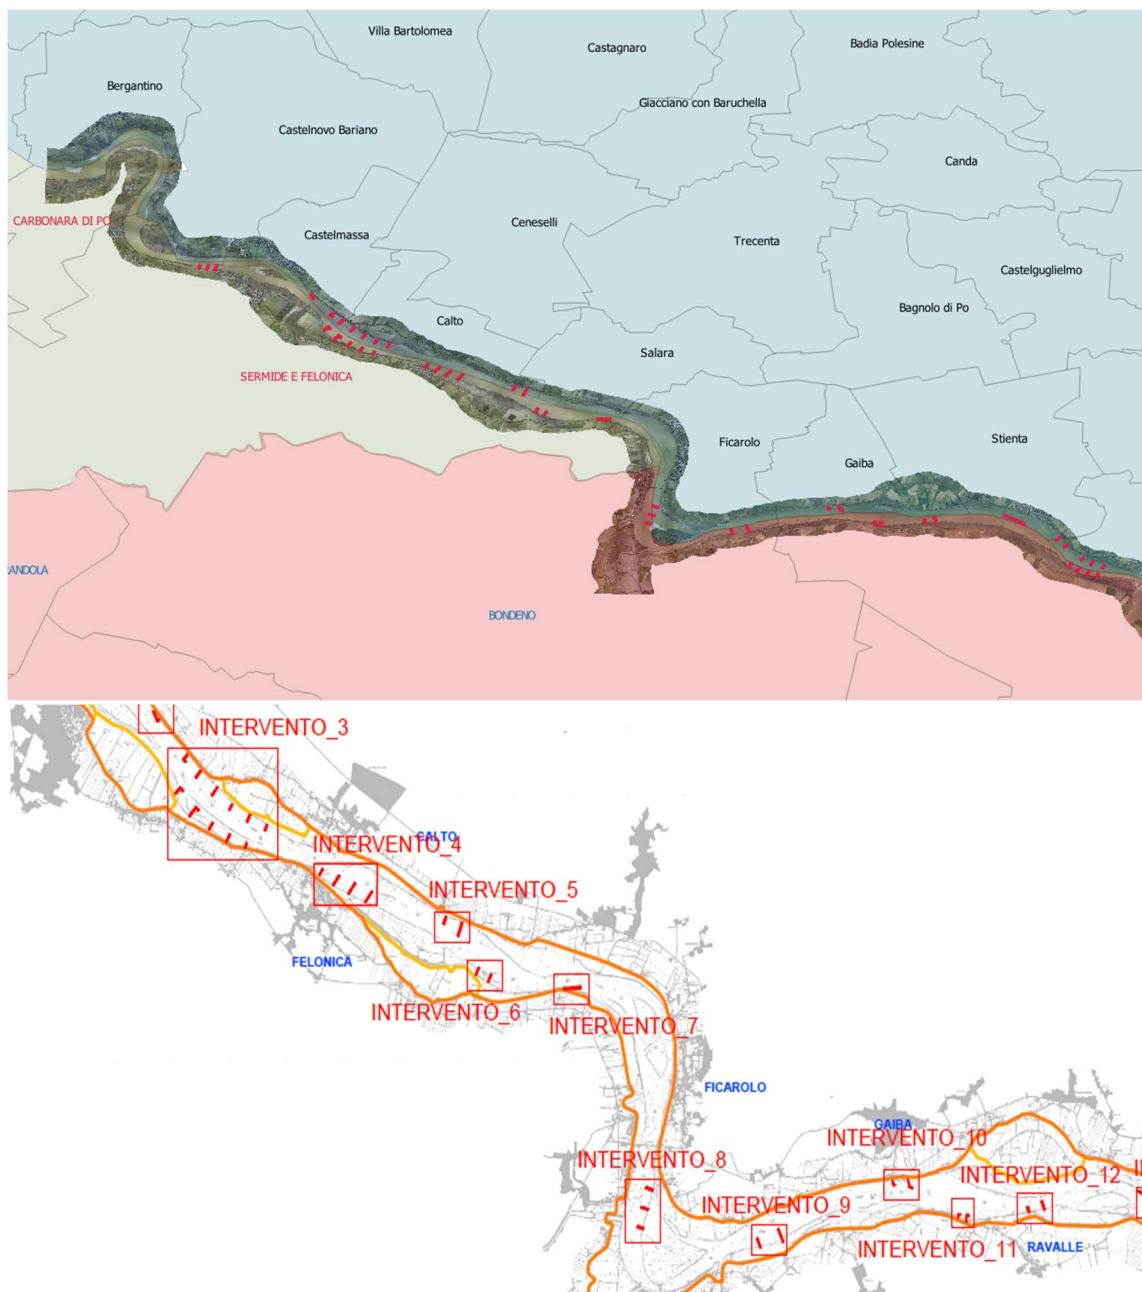 Villa Bartolomea
Castagnaro
Badia Polesine
Bergantino
Giacciano con Baruchella
Castelnovo Bariano
Canda
CARBONARA DI PO
Ceneselli
Castelmassa
Trecenta
Castelguglielmo
Calto
Bagnolo di Po
Salara
SERMIDE E FELONICA
Ficarolo
Stienta
Gaiba
RANDOLA
BONDENO
INTERVENTO_3
CALTO
INTERVENTO_4
INTERVENTO_5
FELONICA
INTERVENTO_6
INTERVENTO_7
FICAROLO
GAIBA
INTERVENTO_10
INTERVENTO_8
INTERVENTO_12
INTERVENTO_9
INTERVENTO_11
RAVALLE